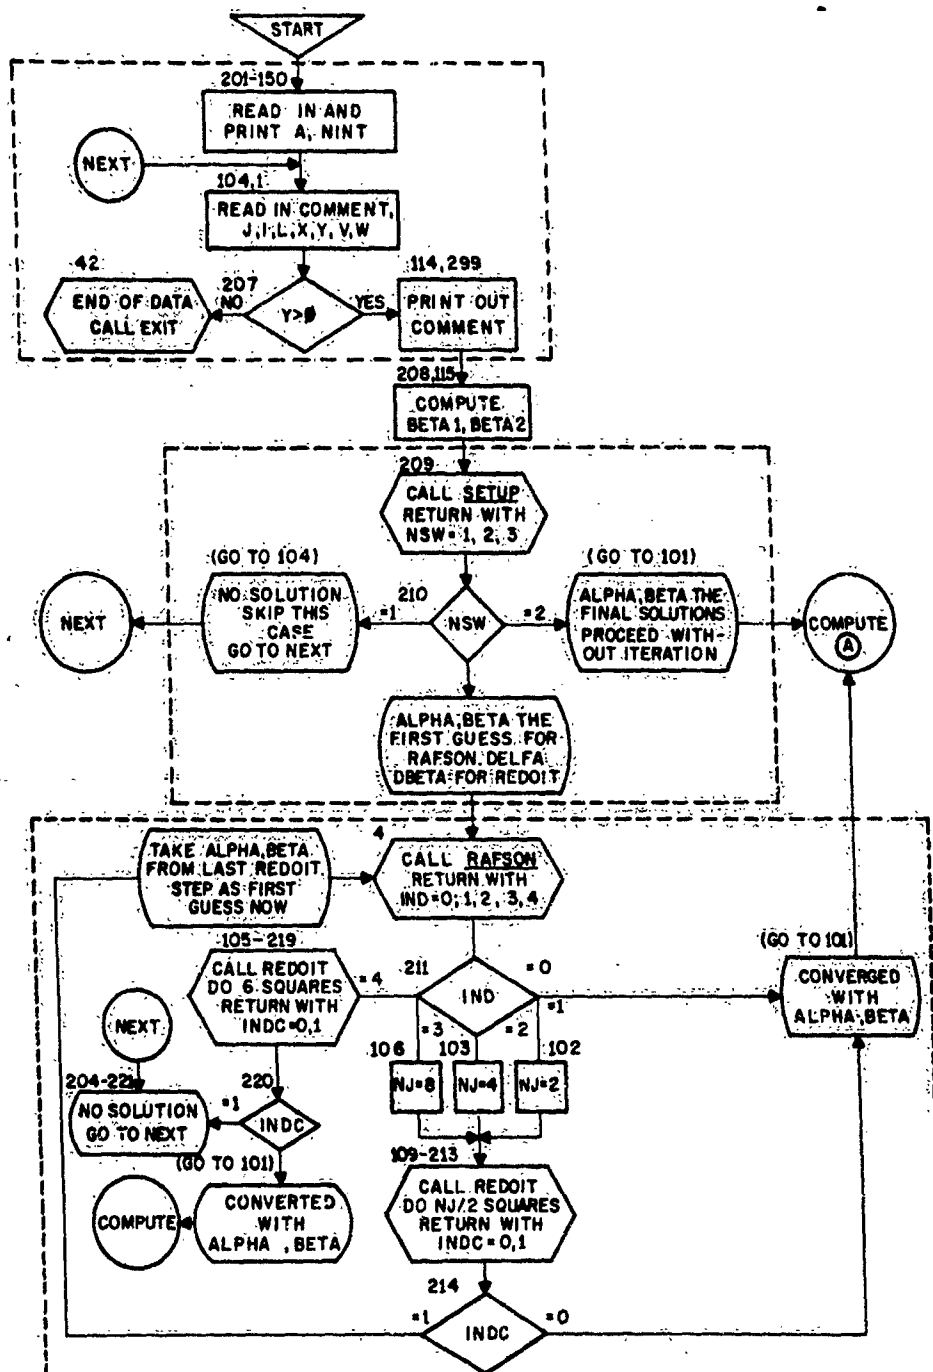 START
201-150
READ IN AND
PRINT A, NINT
NEXT
104,1
READ IN COMMENT,
J,I,L,X,Y,V,W
42
END OF DATA
CALL EXIT
207
NO
Y>0
YES
114,299
PRINT OUT
COMMENT
208,115
COMPUTE
BETA 1, BETA 2
209
CALL SETUP
RETURN WITH
NSW= 1, 2, 3
(GO TO 104)
NO SOLUTION
SKIP THIS
CASE
GO TO NEXT
NEXT
=1
210
NSW
=2
(GO TO 101)
ALPHA, BETA THE
FINAL SOLUTIONS
PROCEED WITH-
OUT ITERATION
COMPUTE
A
ALPHA, BETA THE
FIRST GUESS FOR
RAFSON. DELFA
DBETA FOR REDOIT
TAKE ALPHA, BETA
FROM LAST REDOIT
STEP AS FIRST
GUESS NOW
4
CALL RAFSON
RETURN WITH
IND=0, 1, 2, 3, 4
105-219
CALL REDOIT
DO 6 SQUARES
RETURN WITH
INDC=0,1
=4
211
IND
=0
=1
=3
=2
(GO TO 101)
CONVERGED
WITH
ALPHA, BETA
NEXT
106
NJ=8
103
NJ=4
102
NJ=2
204-221
NO SOLUTION
GO TO NEXT
220
=1
INDC
(GO TO 101)
CONVERTED
WITH
ALPHA , BETA
COMPUTE
109-213
CALL REDOIT
DO NJ/2 SQUARES
RETURN WITH
INDC=0,1
214
=1
INDC
=0